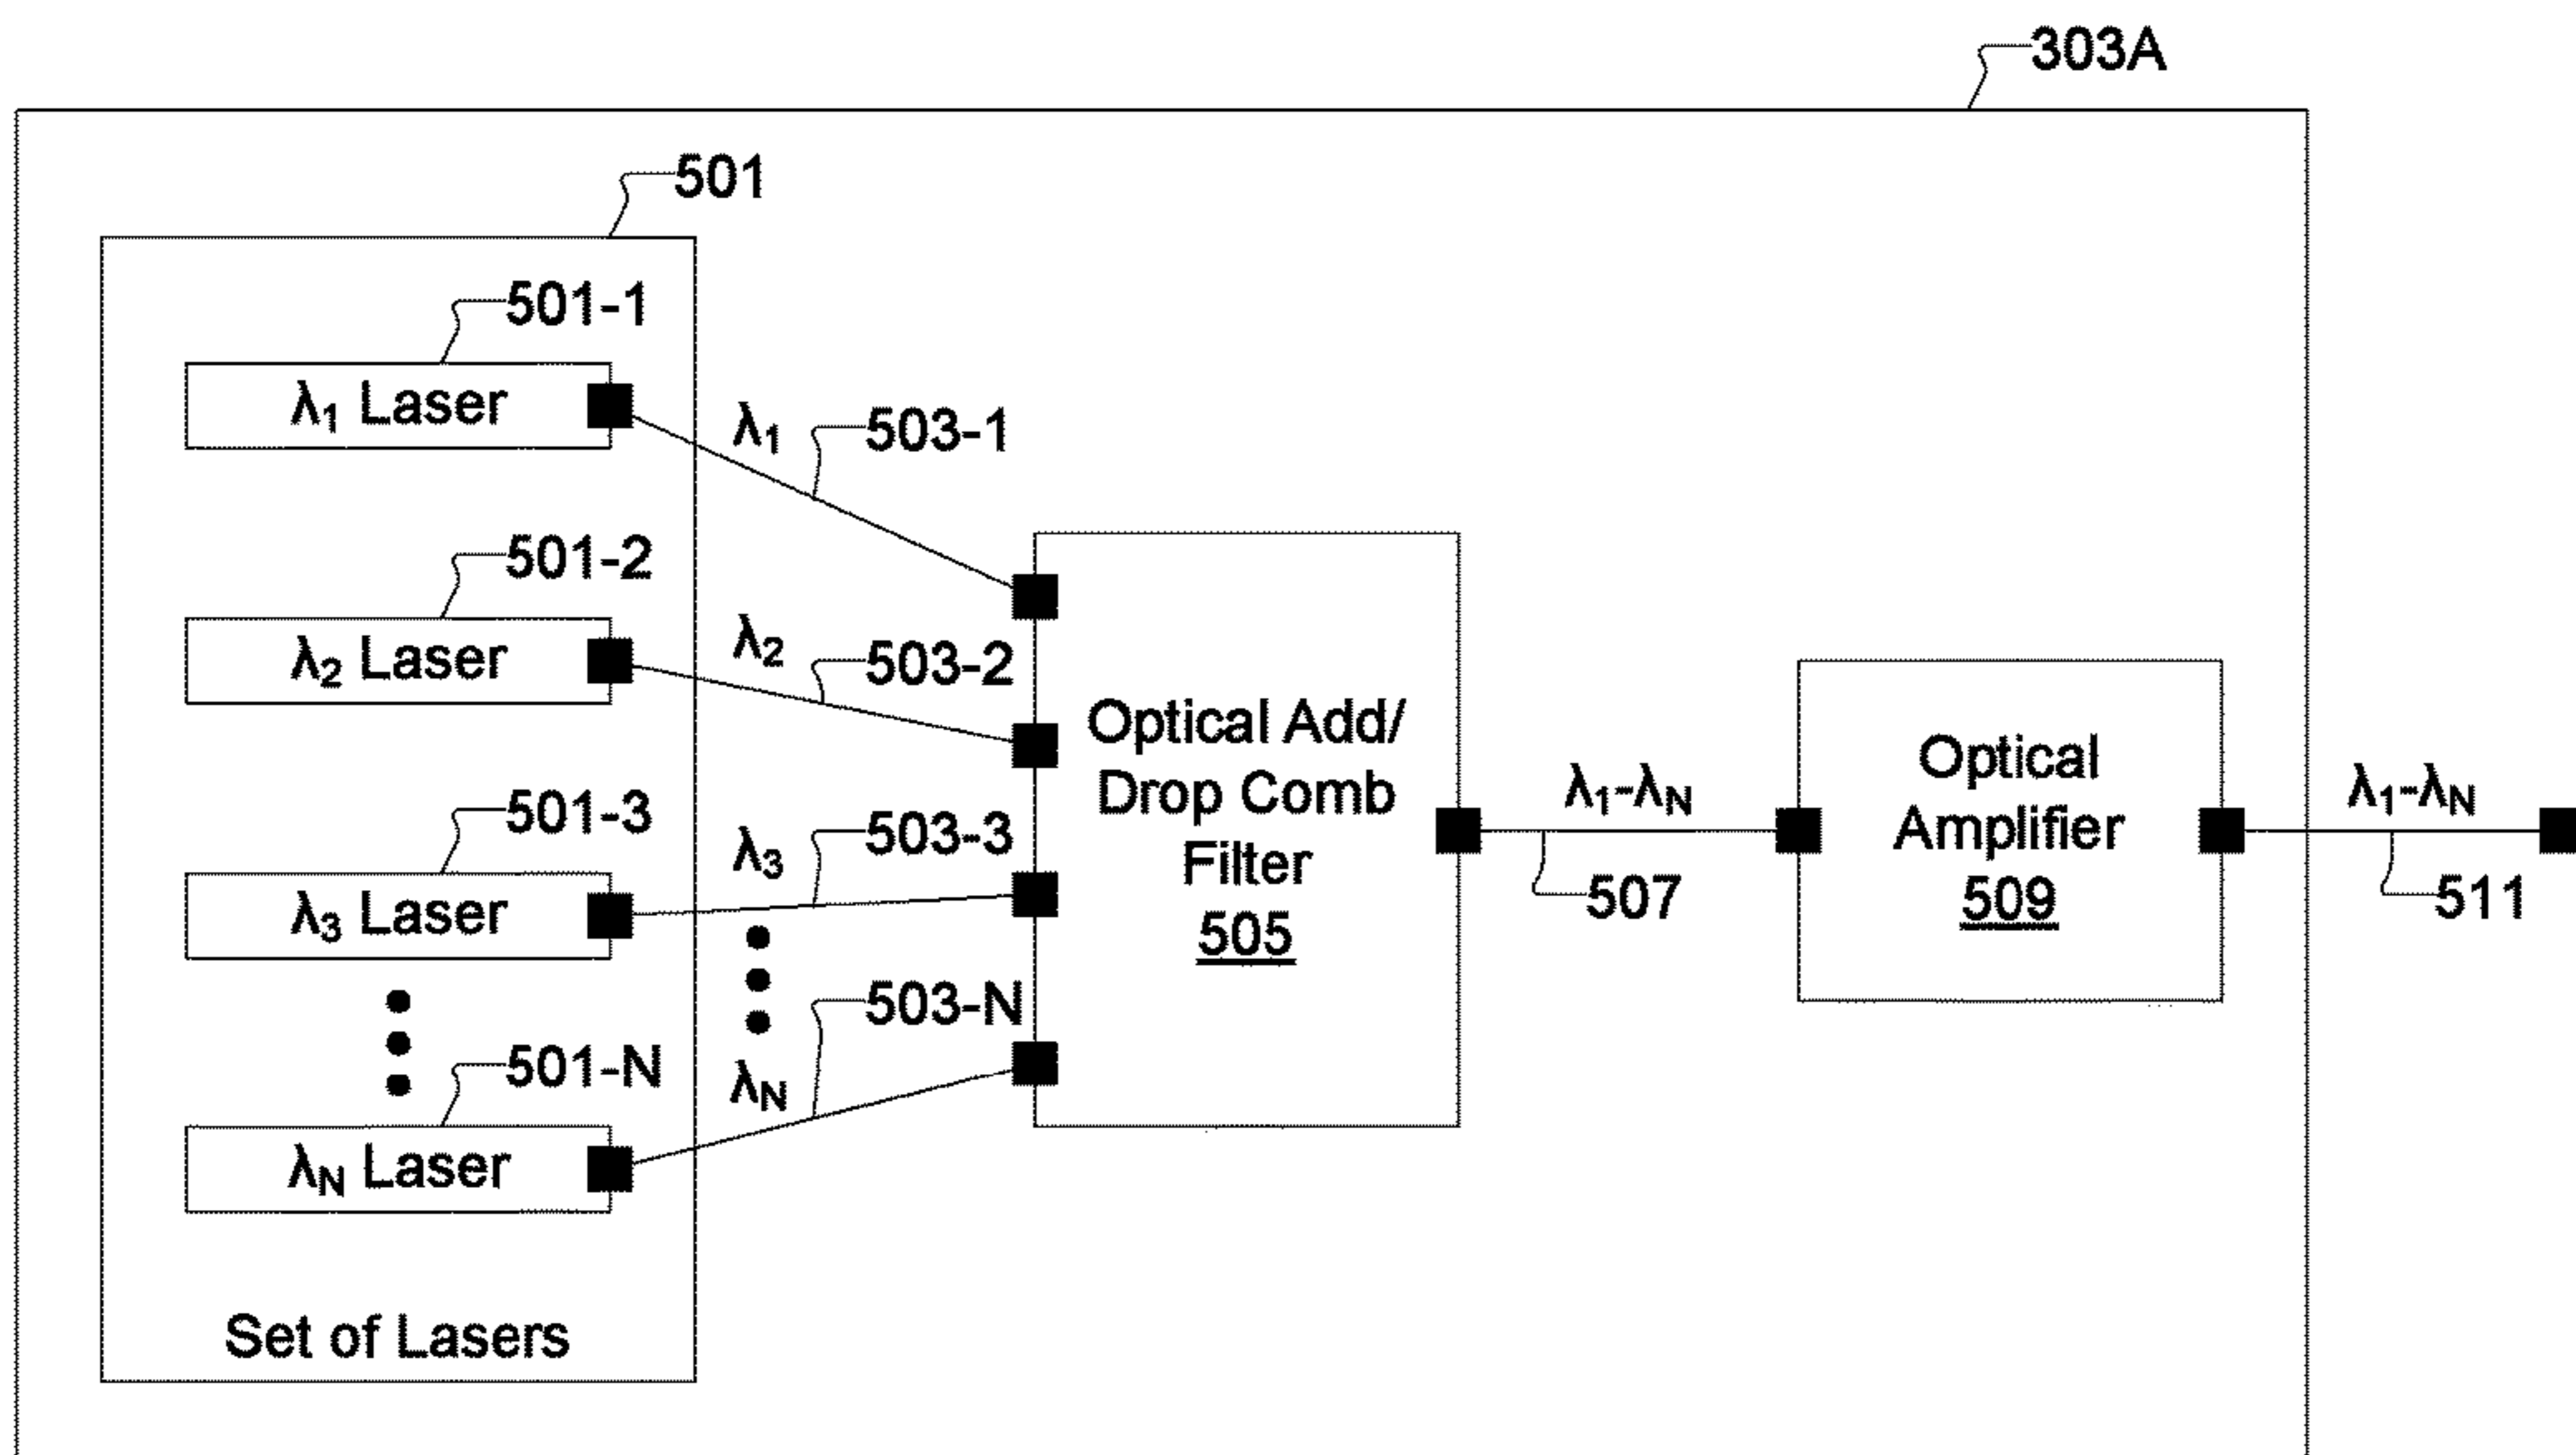 303A
501
501-1
λ1 Laser
λ1
503-1
501-2
λ2 Laser
λ2
503-2
501-3
λ3 Laser
λ3
503-3
501-N
λN Laser
λN
503-N
Set of Lasers
Optical Add/
Drop Comb
Filter
505
λ1-λN
507
Optical
Amplifier
509
λ1-λN
511